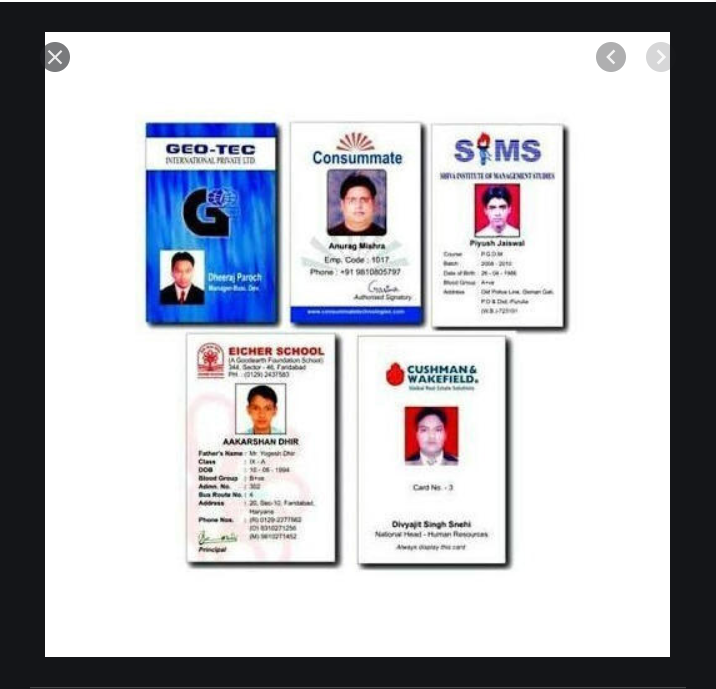 GEO-TEC
INTERNATIONAL PRIVATE LTD
G
Dheeraj Paroch
Manager-Busi. Dev.
Consummate
Anurag Mishra
Emp. Code : 1017
Phone : +91 9810805797
Authorised Signatory
www.consummatetechnologies.com
SIMS
SHIVA INSTITUTE OF MANAGEMENT STUDIES
Piyush Jaiswal
Course : P.G.D.M
Batch : 2008 - 2010
Date of Birth : 26 - 04 - 1986
Blood Group : A+ve
Address : Old Police Line,
P.O & Dist.-Purulia
(W.B.)-723101
EICHER SCHOOL
(A Goodearth Foundation School)
344, Sector - 46, Faridabad
PH. : (0129) 2437583
AAKARSHAN DHIR
Father's Name : Mr. Yogesh Dhir
Class : IX - A
DOB : 10 - 08 - 1994
Blood Group : B+ve
Admn. No. : 352
Bus Route No. : 4
Address : 20, Sec-10, Faridabad,
Haryana
Phone Nos. : (R) 0129-2277562
(O) 9310271256
(M) 9810271452
Principal
CUSHMAN &
WAKEFIELD.
Global Real Estate Solutions
Card No. - 3
Divyajit Singh Snehi
National Head - Human Resources
Always display this card